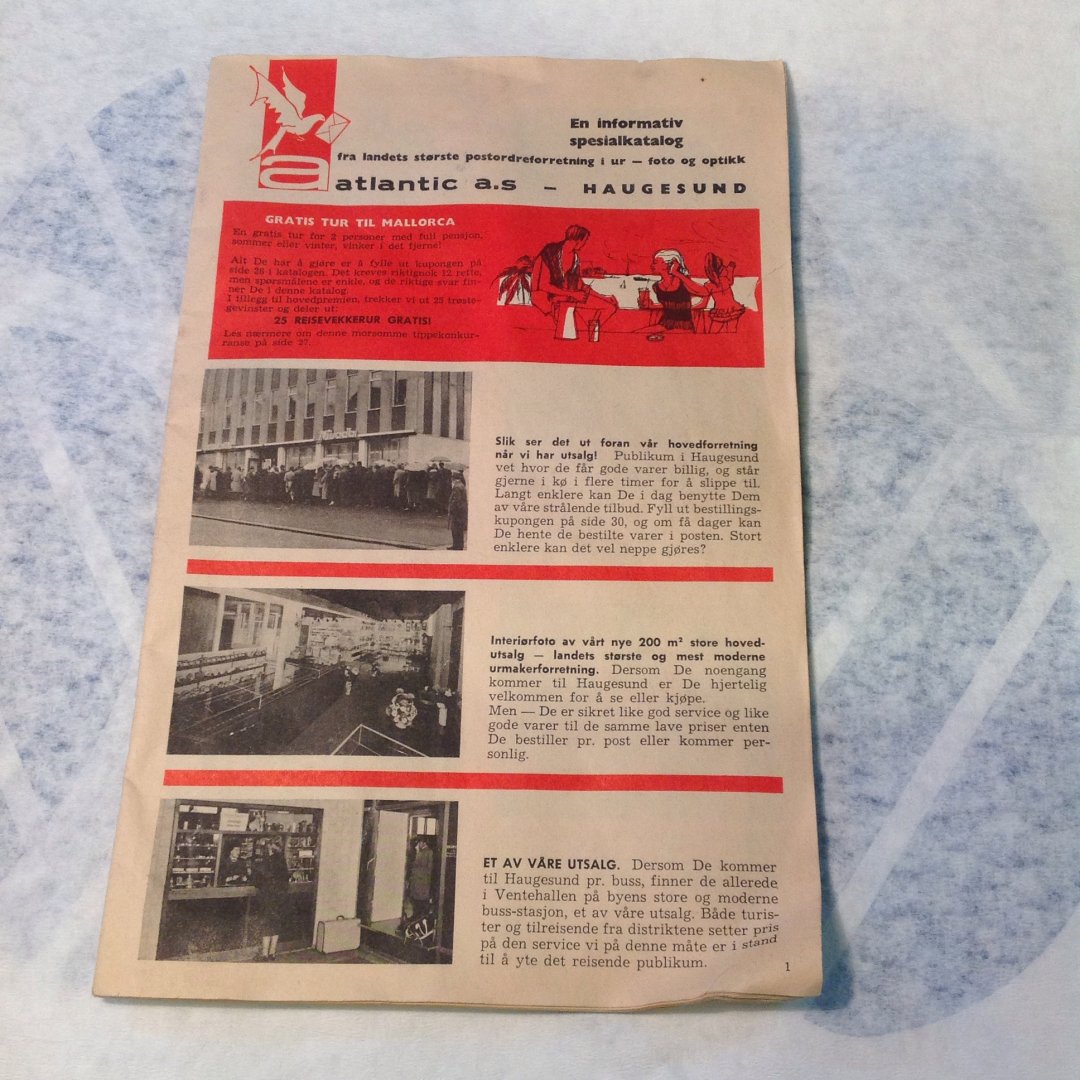 En informativ
spesialkatalog
fra landets største postordreforretning i ur — foto og optikk
a atlantic a.s — HAUGESUND
GRATIS TUR TIL MALLORCA
En gratis tur for 2 personer med full pensjon,
sommer eller vinter, vinker i det fjerne!
Alt De har å gjøre er å fylle ut kupongen på
side 26 i katalogen. Det kreves riktignok 12 rette,
men spørsmålene er enkle, og de riktige svar fin-
ner De i denne katalog.
I tillegg til hovedpremien, trekker vi ut 25 trøste-
gevinster og deler ut:
25 REISEVEKKERUR GRATIS!
Les nærmere om denne morsomme tippekonkur-
ranse på side 27.
Slik ser det ut foran vår hovedforretning
når vi har utsalg! Publikum i Haugesund
vet hvor de får gode varer billig, og står
gjerne i kø i flere timer for å slippe til.
Langt enklere kan De i dag benytte Dem
av våre strålende tilbud. Fyll ut bestillings-
kupongen på side 30, og om få dager kan
De hente de bestilte varer i posten. Stort
enklere kan det vel neppe gjøres?
Interiørfoto av vårt nye 200 m² store hoved-
utsalg — landets største og mest moderne
urmakerforretning. Dersom De noengang
kommer til Haugesund er De hjertelig
velkommen for å se eller kjøpe.
Men — De er sikret like god service og like
gode varer til de samme lave priser enten
De bestiller pr. post eller kommer per-
sonlig.
ET AV VÅRE UTSALG. Dersom De kommer
til Haugesund pr. buss, finner de allerede
i Ventehallen på byens store og moderne
buss-stasjon, et av våre utsalg. Både turis-
ter og tilreisende fra distriktene setter pris
på den service vi på denne måte er i stand
til å yte det reisende publikum.
1